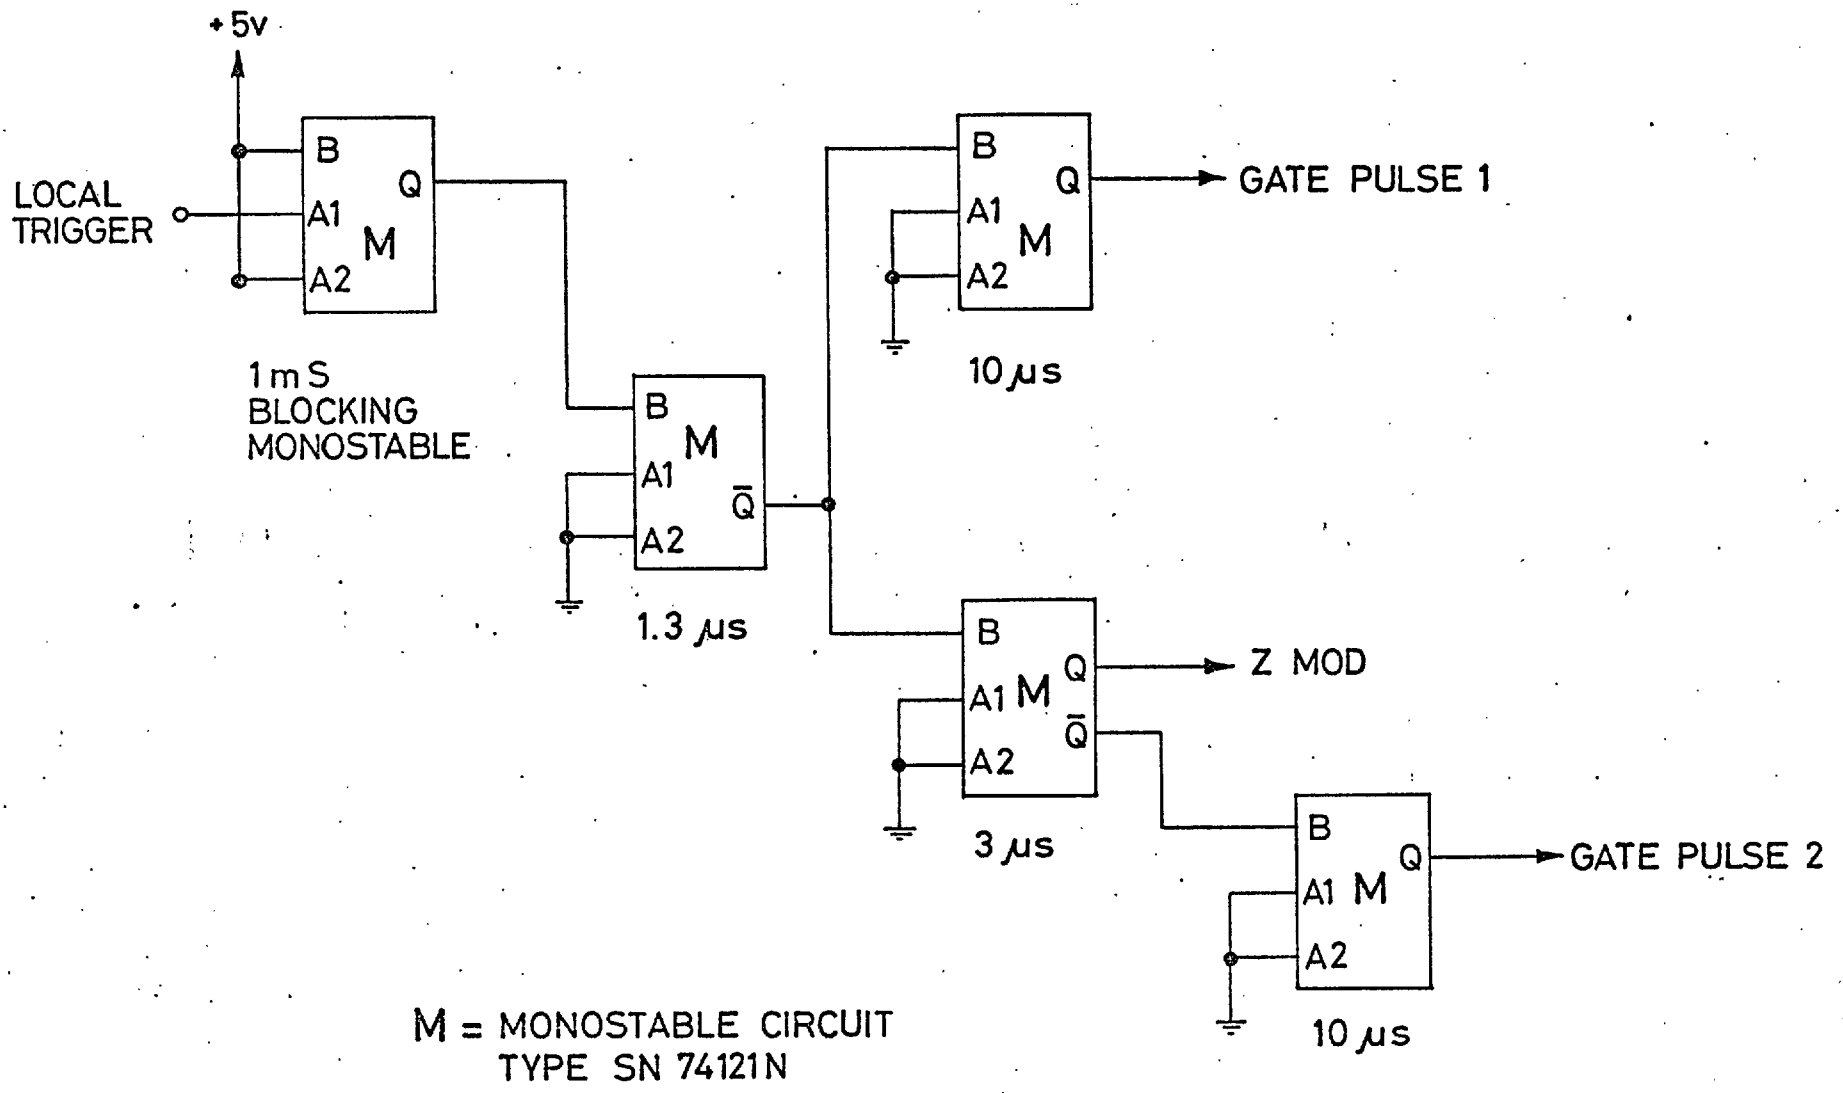 +5v
LOCAL
TRIGGER
B
A1
A2
Q
M
1mS
BLOCKING
MONOSTABLE
B
A1
A2
M
Q̅
1.3 µs
B
A1
A2
Q
M
GATE PULSE 1
10 µs
B
A1
A2
M
Q
Q̅
Z MOD
3 µs
B
A1
A2
M
Q
GATE PULSE 2
10 µs
M = MONOSTABLE CIRCUIT
TYPE SN 74121N